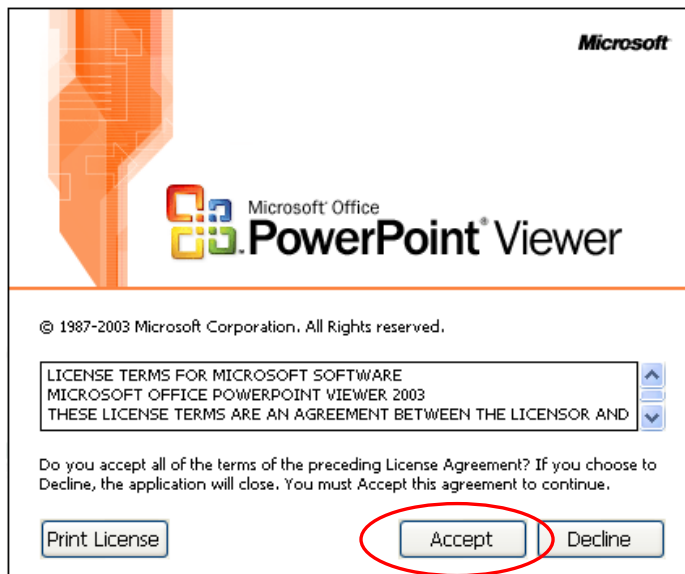 Microsoft
Microsoft® Office
PowerPoint® Viewer
© 1987-2003 Microsoft Corporation. All Rights reserved.
LICENSE TERMS FOR MICROSOFT SOFTWARE
MICROSOFT OFFICE POWERPOINT VIEWER 2003
THESE LICENSE TERMS ARE AN AGREEMENT BETWEEN THE LICENSOR AND
Do you accept all of the terms of the preceding License Agreement? If you choose to
Decline, the application will close. You must Accept this agreement to continue.
Print License Accept Decline